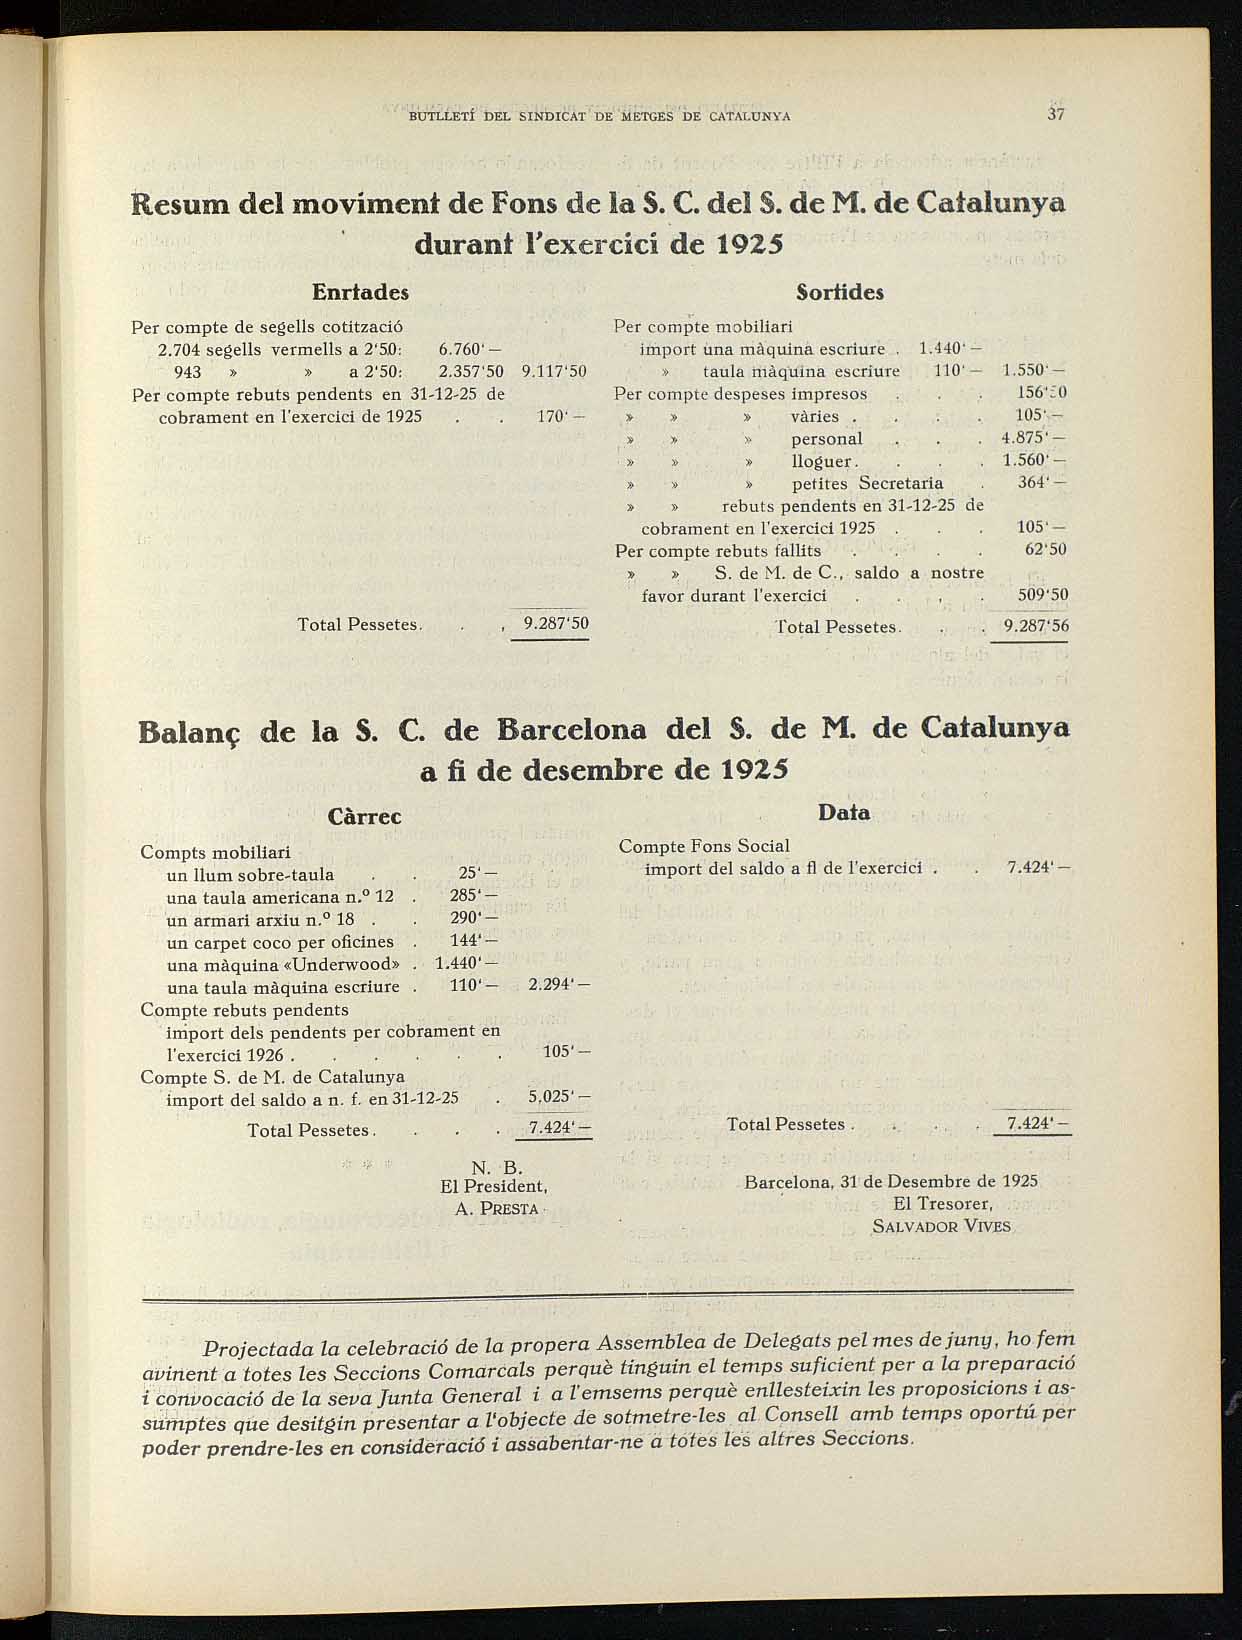 BUTLLETÍ DEL SINDICAT DE METGES DE CATALUNYA 37
Resum del moviment de Fons de la S. C. del S. de M. de Catalunya
durant l'exercici de 1925
Enrtades
Per compte de segells cotització
2.704 segells vermells a 2'50: 6.760' —
943 » » a 2'50: 2.357'50 9.117'50
Per compte rebuts pendents en 31-12-25 de
cobrament en l'exercici de 1925 . . 170' —
Total Pessetes. . , 9.287'50
Sortides
Per compte mobiliari
import una màquina escriure . 1.440' —
» taula màquina escriure 110' — 1.550' —
Per compte despeses impresos . . . 156'50
» » » vàries . . . . 105' —
» » » personal . . . 4.875' —
» » » lloguer. . . . 1.560' —
» » » petites Secretaria . 364' —
» » rebuts pendents en 31-12-25 de
cobrament en l'exercici 1925 . . . 105' —
Per compte rebuts fallits . . . . 62'50
» » S. de M. de C., saldo a nostre
favor durant l'exercici . . , . 509'50
Total Pessetes. . . 9.287'56
Balanç de la S. C. de Barcelona del S. de M. de Catalunya
a fi de desembre de 1925
Càrrec
Compts mobiliari
un llum sobre-taula . . 25' —
una taula americana n.º 12 . 285' —
un armari arxiu n.º 18 . . 290' —
un carpet coco per oficines . 144' —
una màquina «Underwood» . 1.440' —
una taula màquina escriure . 110' — 2.294' —
Compte rebuts pendents
import dels pendents per cobrament en
l'exercici 1926 . . . . . . 105' —
Compte S. de M. de Catalunya
import del saldo a n. f. en 31-12-25 . 5.025' —
Total Pessetes . . . . 7.424' —
Data
Compte Fons Social
import del saldo a fi de l'exercici . . 7.424' —
Total Pessetes . . . . 7.424' —
N. B.
El President,
A. PRESTA
Barcelona, 31 de Desembre de 1925
El Tresorer,
SALVADOR VIVES
Projectada la celebració de la propera Assemblea de Delegats pel mes de juny, ho fem
avinent a totes les Seccions Comarcals perquè tinguin el temps suficient per a la preparació
i convocació de la seva Junta General i a l'emsems perquè enllesteixin les proposicions i as-
sumptes que desitgin presentar a l'objecte de sotmetre-les al Consell amb temps oportú per
poder prendre-les en consideració i assabentar-ne a totes les altres Seccions.